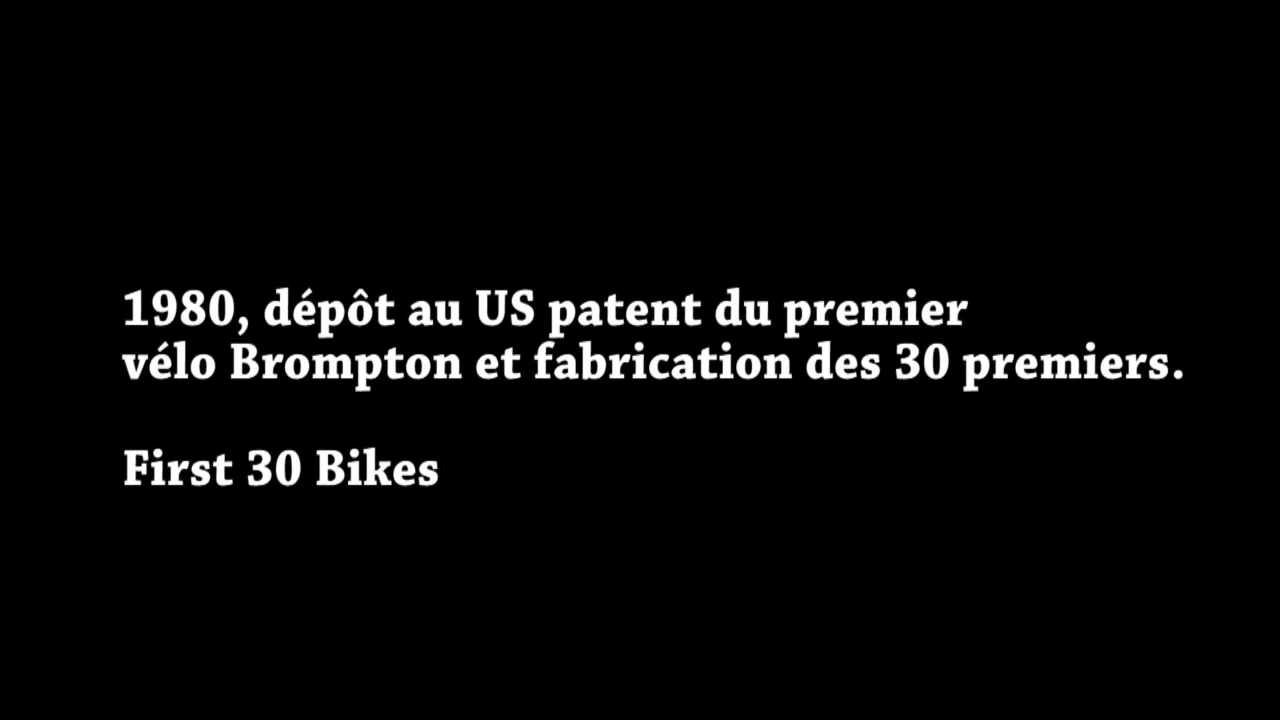 1980, dépôt au US patent du premier
vélo Brompton et fabrication des 30 premiers.
First 30 Bikes